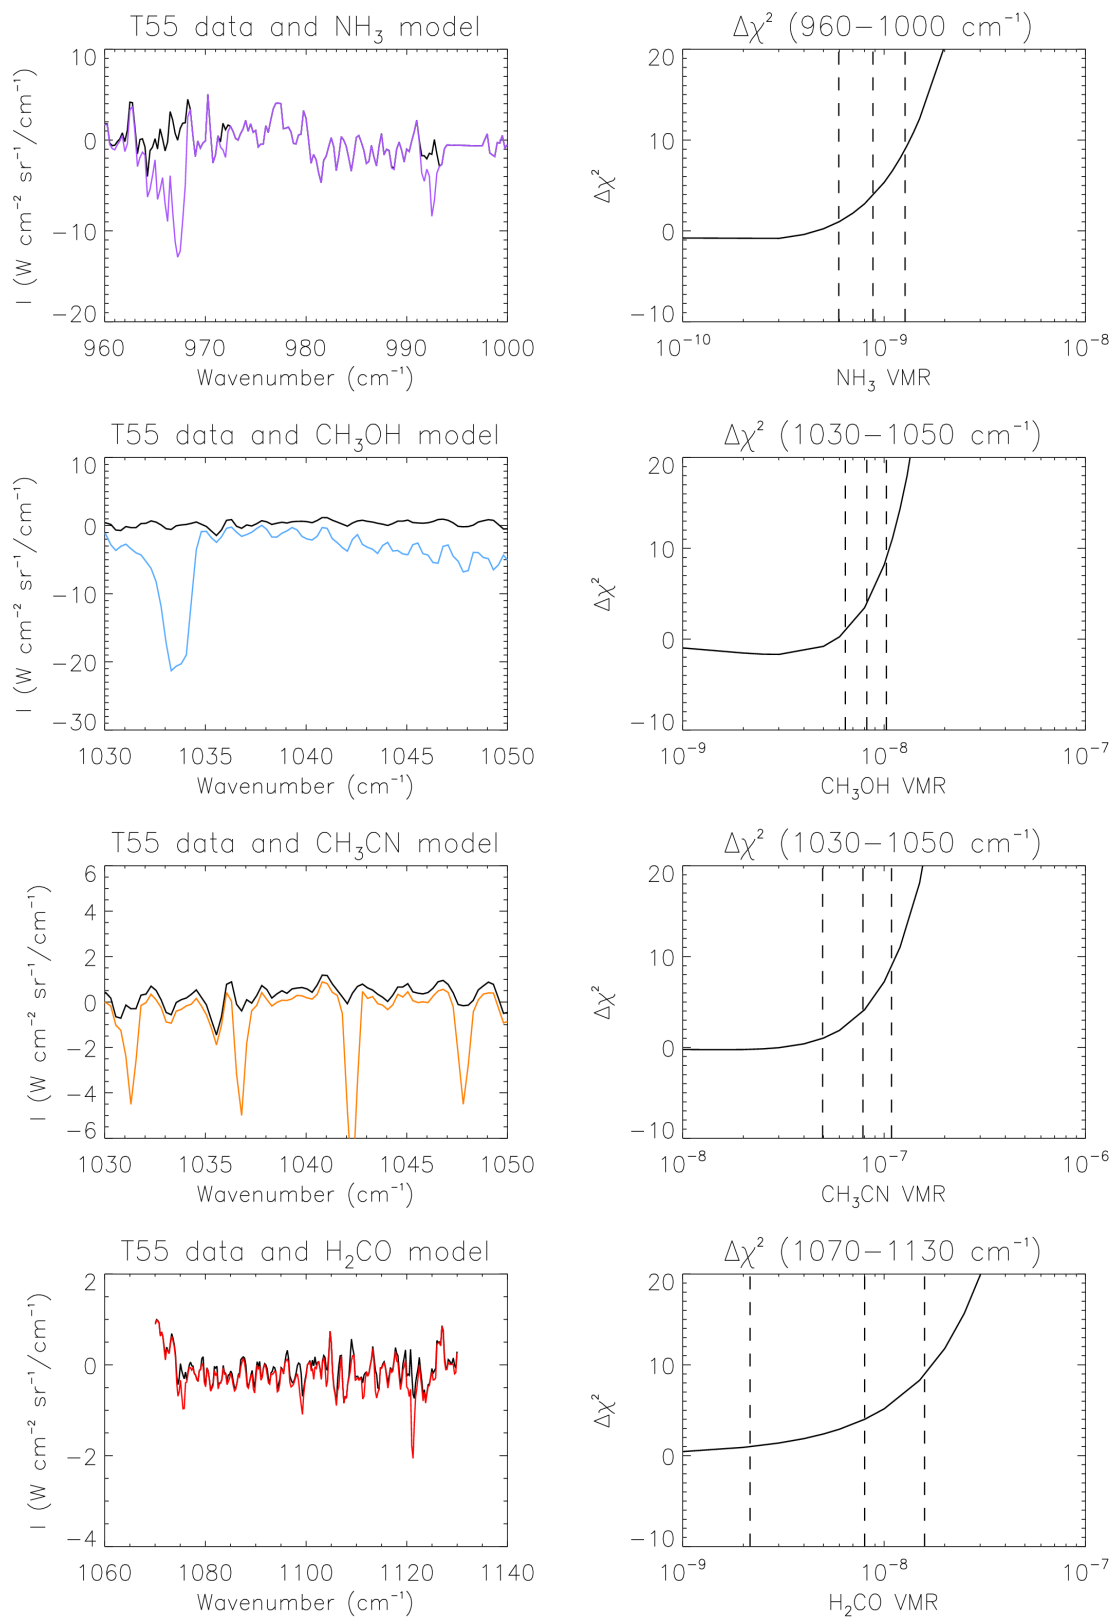 T55 data and NH₃ model
I (W cm⁻² sr⁻¹/cm⁻¹)
10
0
−10
−20
960 970 980 990 1000
Wavenumber (cm⁻¹)
Δχ² (960−1000 cm⁻¹)
Δχ²
20
10
0
−10
10⁻¹⁰ 10⁻⁹ 10⁻⁸
NH₃ VMR
T55 data and CH₃OH model
I (W cm⁻² sr⁻¹/cm⁻¹)
10
0
−10
−20
−30
1030 1035 1040 1045 1050
Wavenumber (cm⁻¹)
Δχ² (1030−1050 cm⁻¹)
Δχ²
20
10
0
−10
10⁻⁹ 10⁻⁸ 10⁻⁷
CH₃OH VMR
T55 data and CH₃CN model
I (W cm⁻² sr⁻¹/cm⁻¹)
6
4
2
0
−2
−4
−6
1030 1035 1040 1045 1050
Wavenumber (cm⁻¹)
Δχ² (1030−1050 cm⁻¹)
Δχ²
20
10
0
−10
10⁻⁸ 10⁻⁷ 10⁻⁶
CH₃CN VMR
T55 data and H₂CO model
I (W cm⁻² sr⁻¹/cm⁻¹)
2
0
−2
−4
1060 1080 1100 1120 1140
Wavenumber (cm⁻¹)
Δχ² (1070−1130 cm⁻¹)
Δχ²
20
10
0
−10
10⁻⁹ 10⁻⁸ 10⁻⁷
H₂CO VMR